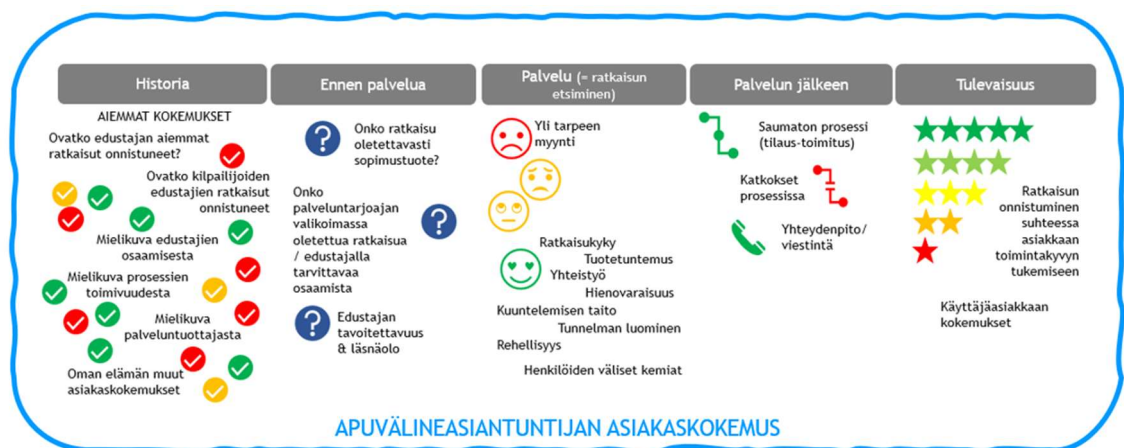 Historia
AIEMMAT KOKEMUKSET
Ovatko edustajan aiemmat
ratkaisut onnistuneet?
Ovatko kilpailijoiden
edustajien ratkaisut
onnistuneet
Mielikuva edustajien
osaamisesta
Mielikuva prosessien
toimivuudesta
Mielikuva
palveluntuottajasta
Oman elämän muut
asiakaskokemukset
Ennen palvelua
?
Onko ratkaisu
oletettavasti
sopimustuote?
Onko
palveluntarjoajan
valikoimassa
oletettua ratkaisua
/ edustajalla
tarvittavaa
osaamista
?
?
Edustajan
tavoitettavuus
& läsnäolo
Palvelu (= ratkaisun
etsiminen)
Yli tarpeen
myynti
Ratkaisukyky
Tuotetuntemus
Yhteistyö
Hienovaraisuus
Kuuntelemisen taito
Tunnelman luominen
Rehellisyys
Henkilöiden väliset kemiat
Palvelun jälkeen
Saumaton prosessi
(tilaus-toimitus)
Katkokset
prosessissa
Yhteydenpito/
viestintä
Tulevaisuus
Ratkaisun
onnistuminen
suhteessa
asiakkaan
toimintakyvyn
tukemiseen
Käyttäjäasiakkaan
kokemukset
APUVÄLINEASIANTUNTIJAN ASIAKASKOKEMUS